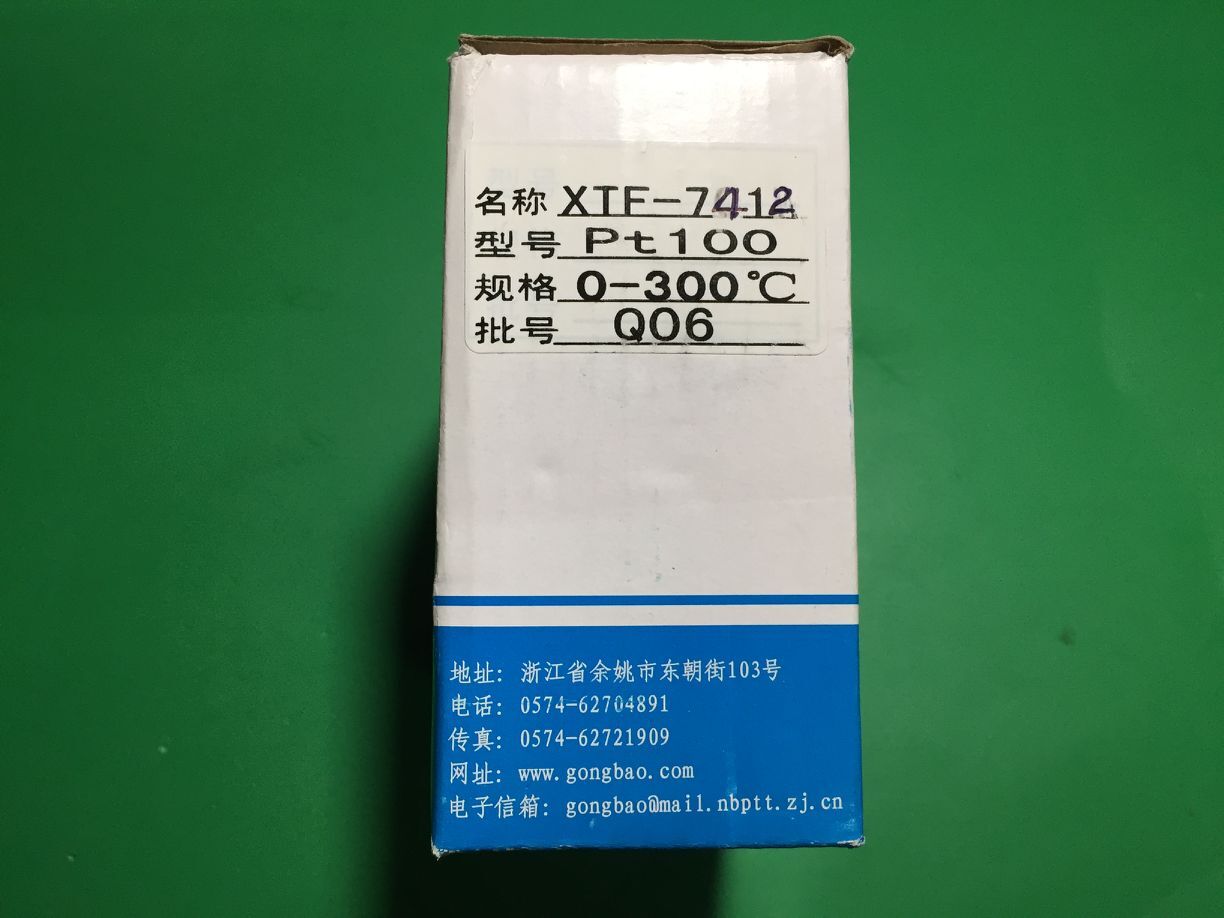 名称 XTF-7412
型号 Pt100
规格 0-300℃
批号 Q06
地址: 浙江省余姚市东朝街103号
电话: 0574-62704891
传真: 0574-62721909
网址: www.gongbao.com
电子信箱: gongbao@mail.nbptt.zj.cn